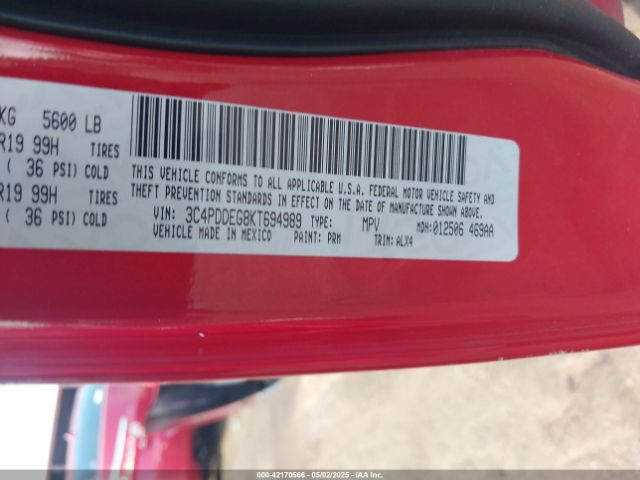 KG 5600 LB
R19 99H TIRES
( 36 PSI) COLD
R19 99H TIRES
( 36 PSI) COLD
THIS VEHICLE CONFORMS TO ALL APPLICABLE U.S.A. FEDERAL MOTOR VEHICLE SAFETY AND
THEFT PREVENTION STANDARDS IN EFFECT ON THE DATE OF MANUFACTURE SHOWN ABOVE.
VIN: 3C4PDDEG8KT694989 TYPE: MPV MDH:012506 469AA
VEHICLE MADE IN MEXICO PAINT: PRM TRIM: ALX4
000-42170566 - 05/02/2025 - IAAI.COM